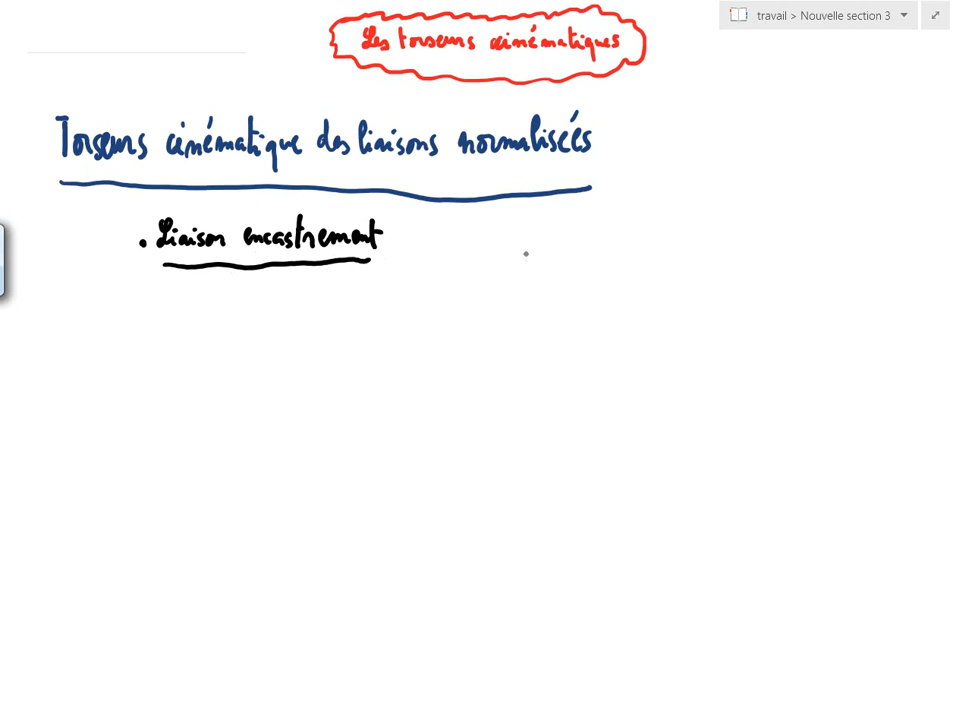 travail > Nouvelle section 3
Les torseurs cinématiques
Torseurs cinématique des liaisons normalisées
. Liaison encastrement